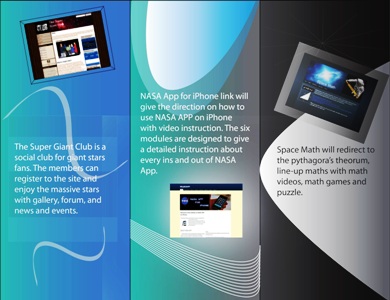 The Super Giant Club is a
social club for giant stars
fans. The members can
register to the site and
enjoy the massive stars
with gallery, forum, and
news and events.
NASA App for iPhone link will
give the direction on how to
use NASA APP on iPhone
with video instruction. The six
modules are designed to give
a detailed instruction about
every ins and out of NASA
App.
Space Math will redirect to
the pythagora's theorum,
line-up maths with math
videos, math games and
puzzle.